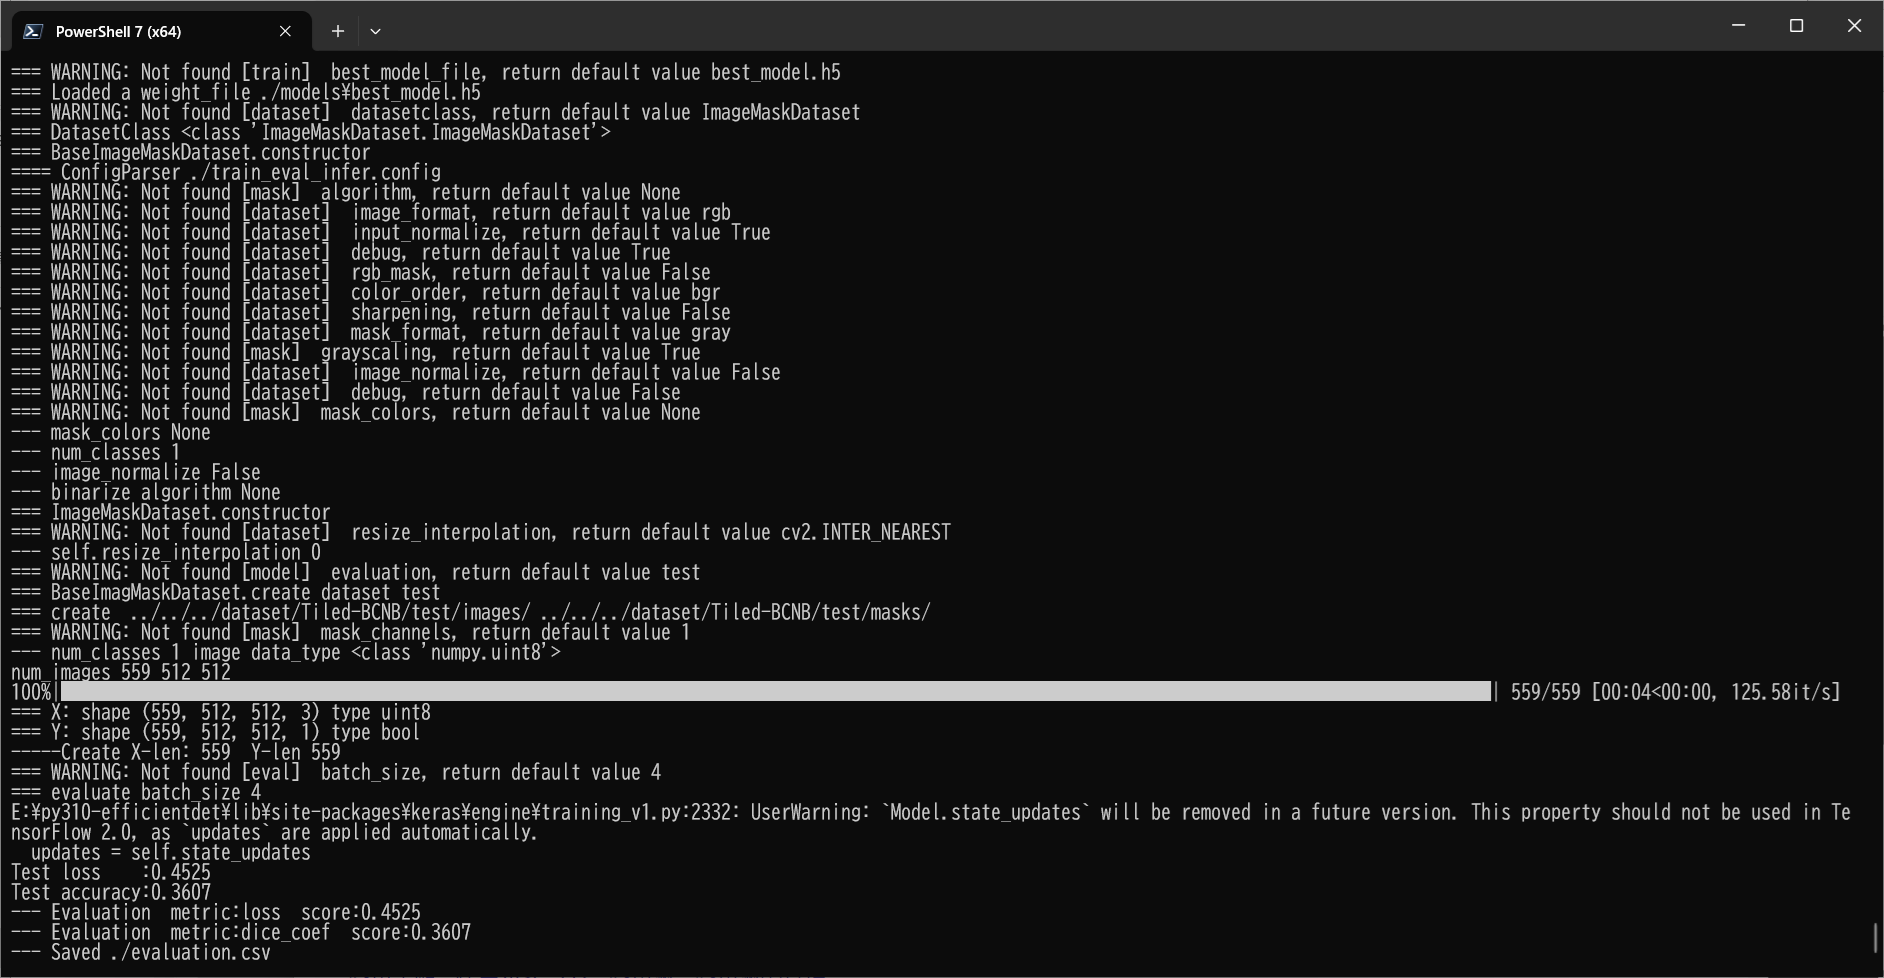 PowerShell 7 (x64)
=== WARNING: Not found [train]  best_model_file, return default value best_model.h5
=== Loaded a weight_file ./models¥best_model.h5
=== WARNING: Not found [dataset]  datasetclass, return default value ImageMaskDataset
=== DatasetClass <class 'ImageMaskDataset.ImageMaskDataset'>
=== BaseImageMaskDataset.constructor
==== ConfigParser ./train_eval_infer.config
=== WARNING: Not found [mask]  algorithm, return default value None
=== WARNING: Not found [dataset]  image_format, return default value rgb
=== WARNING: Not found [dataset]  input_normalize, return default value True
=== WARNING: Not found [dataset]  debug, return default value True
=== WARNING: Not found [dataset]  rgb_mask, return default value False
=== WARNING: Not found [dataset]  color_order, return default value bgr
=== WARNING: Not found [dataset]  sharpening, return default value False
=== WARNING: Not found [dataset]  mask_format, return default value gray
=== WARNING: Not found [mask]  grayscaling, return default value True
=== WARNING: Not found [dataset]  image_normalize, return default value False
=== WARNING: Not found [dataset]  debug, return default value False
=== WARNING: Not found [mask]  mask_colors, return default value None
--- mask_colors None
--- num_classes 1
--- image_normalize False
--- binarize algorithm None
=== ImageMaskDataset.constructor
=== WARNING: Not found [dataset]  resize_interpolation, return default value cv2.INTER_NEAREST
--- self.resize_interpolation 0
=== WARNING: Not found [model]  evaluation, return default value test
=== BaseImagMaskDataset.create dataset test
=== create  ../../../dataset/Tiled-BCNB/test/images/ ../../../dataset/Tiled-BCNB/test/masks/
=== WARNING: Not found [mask]  mask_channels, return default value 1
--- num_classes 1 image data_type <class 'numpy.uint8'>
num_images 559 512 512
100%| | 559/559 [00:04<00:00, 125.58it/s]
=== X: shape (559, 512, 512, 3) type uint8
=== Y: shape (559, 512, 512, 1) type bool
-----Create X-len: 559  Y-len 559
=== WARNING: Not found [eval]  batch_size, return default value 4
=== evaluate batch_size 4
E:¥py310-efficientdet¥lib¥site-packages¥keras¥engine¥training_v1.py:2332: UserWarning: `Model.state_updates` will be removed in a future version. This property should not be used in Te
nsorFlow 2.0, as `updates` are applied automatically.
  updates = self.state_updates
Test loss    :0.4525
Test accuracy:0.3607
--- Evaluation  metric:loss  score:0.4525
--- Evaluation  metric:dice_coef  score:0.3607
--- Saved ./evaluation.csv